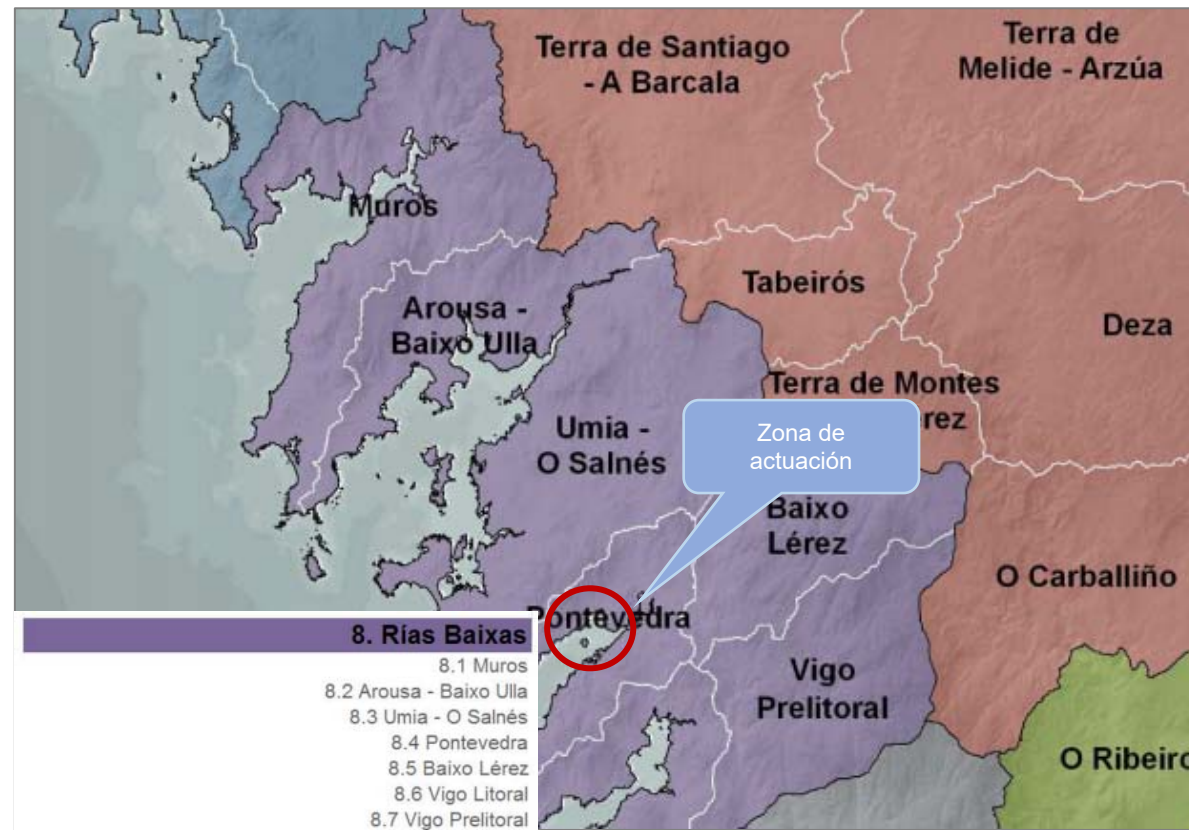 Terra de Santiago
- A Barcala
Terra de
Melide - Arzúa
Muros
Tabeirós
Arousa -
Baixo Ulla
Deza
Terra de Montes
erez
Umia -
O Salnés
Zona de
actuación
Baixo
Lérez
O Carballiño
Pontevedra
Vigo
Prelitoral
O Ribeiro
8. Rías Baixas
8.1 Muros
8.2 Arousa - Baixo Ulla
8.3 Umia - O Salnés
8.4 Pontevedra
8.5 Baixo Lérez
8.6 Vigo Litoral
8.7 Vigo Prelitoral